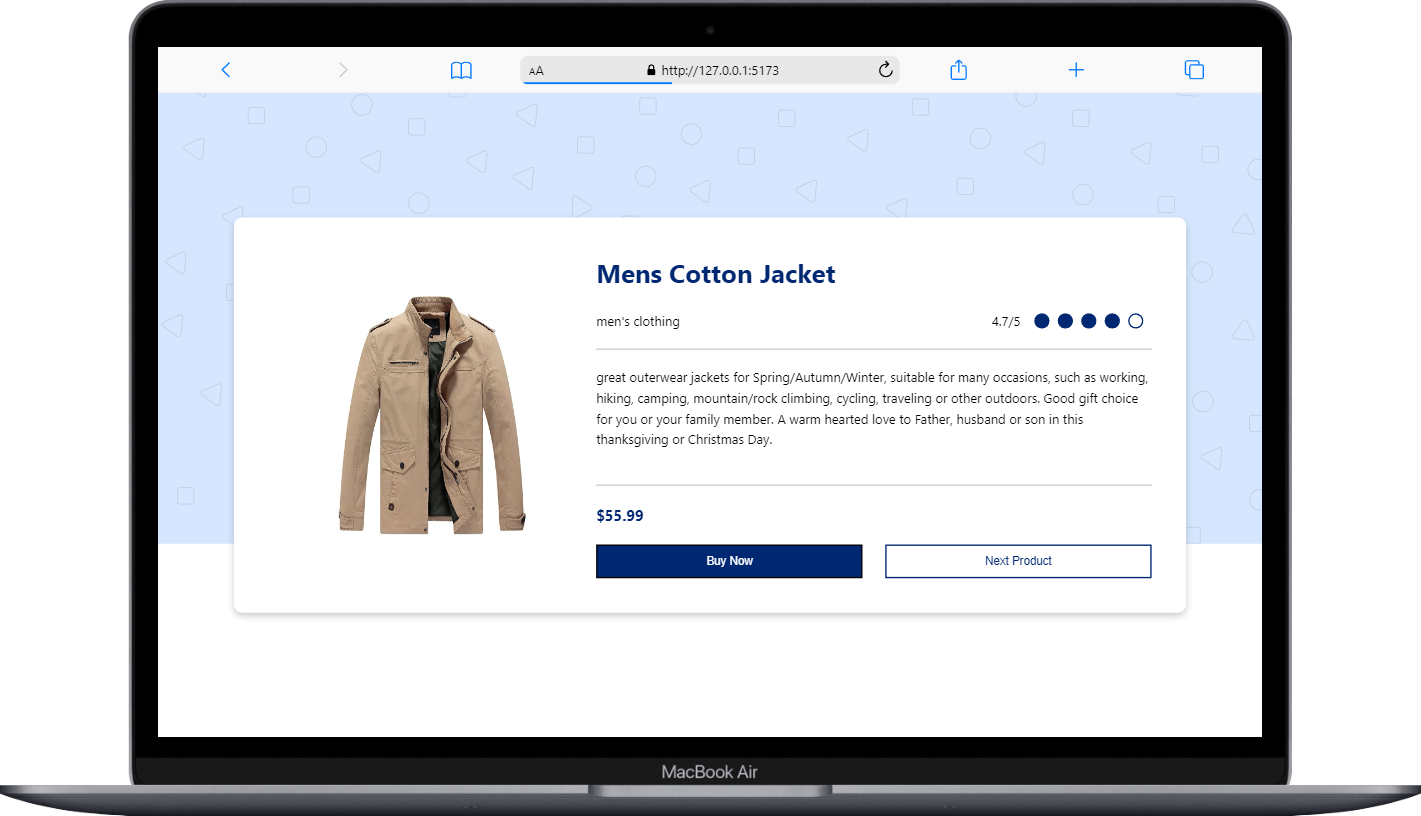 AA http://127.0.0.1:5173
Mens Cotton Jacket
men's clothing 4.7/5
great outerwear jackets for Spring/Autumn/Winter, suitable for many occasions, such as working,
hiking, camping, mountain/rock climbing, cycling, traveling or other outdoors. Good gift choice
for you or your family member. A warm hearted love to Father, husband or son in this
thanksgiving or Christmas Day.
$55.99
Buy Now Next Product
MacBook Air